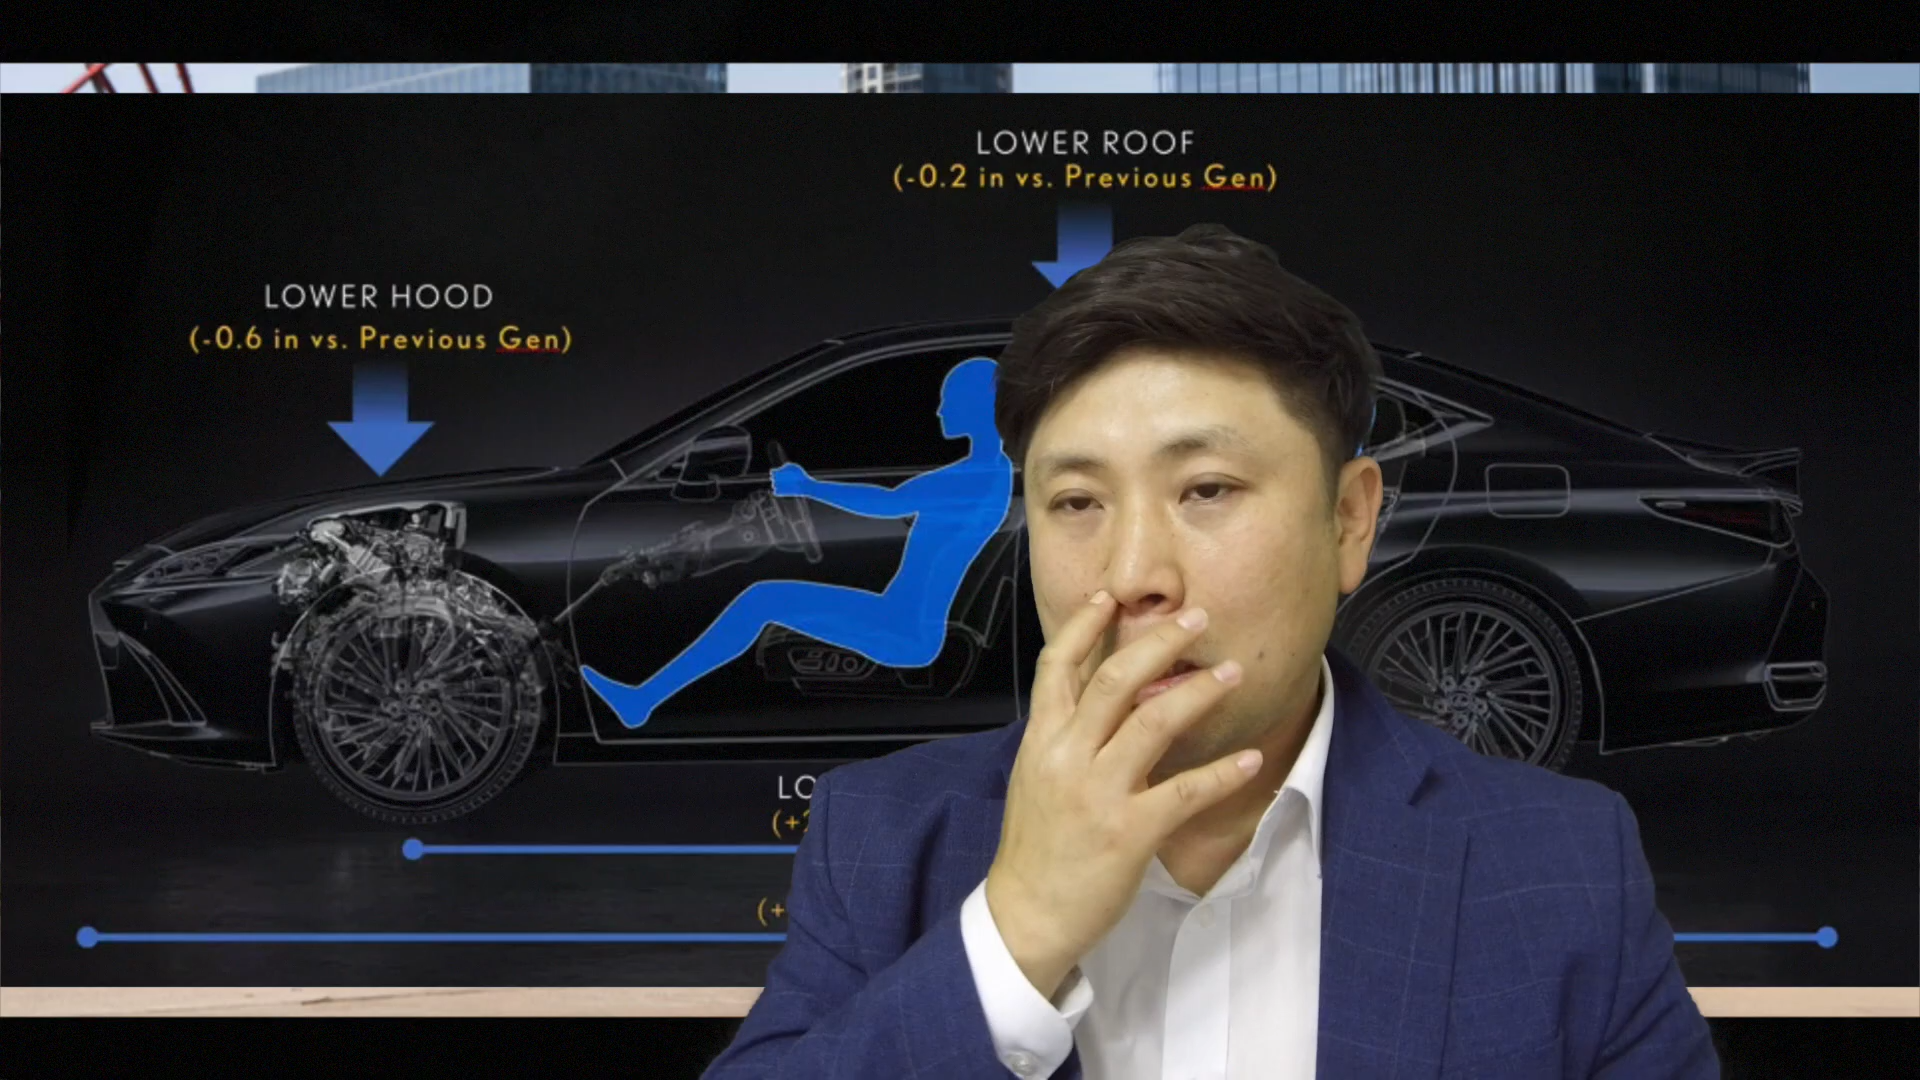 LOWER ROOF
(-0.2 in vs. Previous Gen)
LOWER HOOD
(-0.6 in vs. Previous Gen)